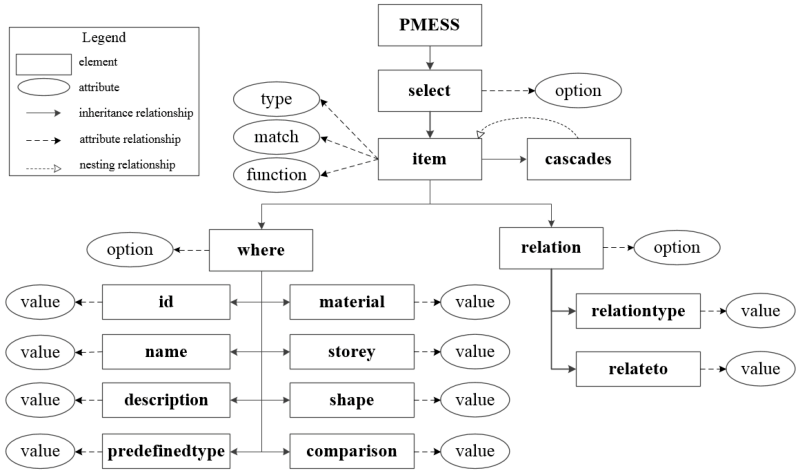 Legend
element
attribute
inheritance relationship
attribute relationship
nesting relationship
PMESS
select
option
type
match
function
item
cascades
option
where
relation
option
value
id
material
value
relationtype
value
value
name
storey
value
relateto
value
value
description
shape
value
value
predefinedtype
comparison
value